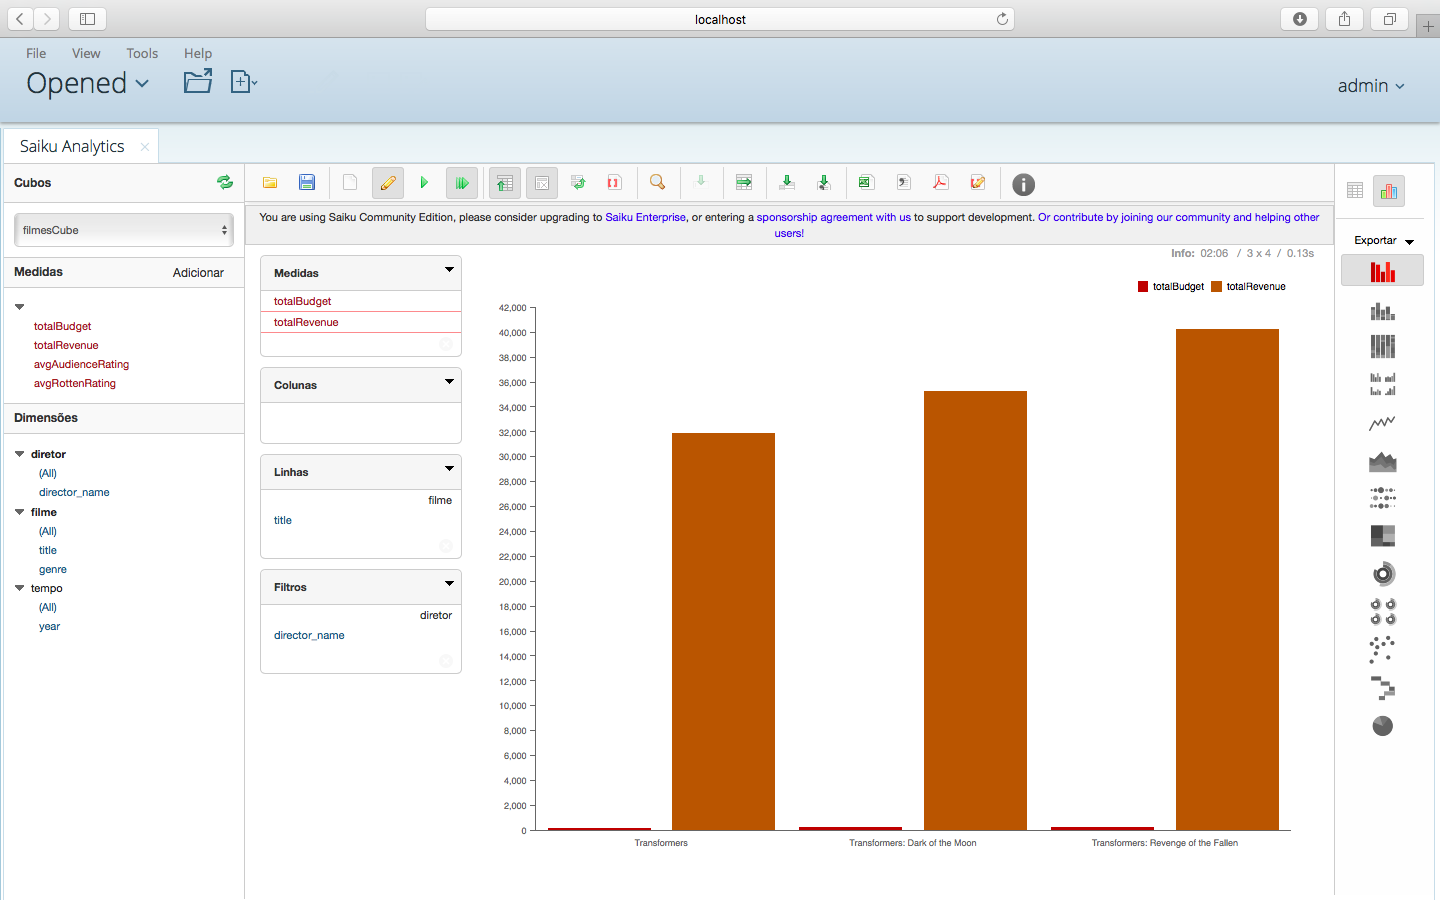 localhost
File View Tools Help
Opened
admin
Saiku Analytics
Cubos
filmesCube
Medidas Adicionar
totalBudget
totalRevenue
avgAudienceRating
avgRottenRating
Dimensões
diretor
(All)
director_name
filme
(All)
title
genre
tempo
(All)
year
You are using Saiku Community Edition, please consider upgrading to Saiku Enterprise, or entering a sponsorship agreement with us to support development. Or contribute by joining our community and helping other
users!
Medidas
totalBudget
totalRevenue
Colunas
Linhas
filme
title
Filtros
diretor
director_name
Info: 02:06 / 3 x 4 / 0.13s
totalBudget totalRevenue
42,000
40,000
38,000
36,000
34,000
32,000
30,000
28,000
26,000
24,000
22,000
20,000
18,000
16,000
14,000
12,000
10,000
8,000
6,000
4,000
2,000
0
Transformers Transformers: Dark of the Moon Transformers: Revenge of the Fallen
Exportar